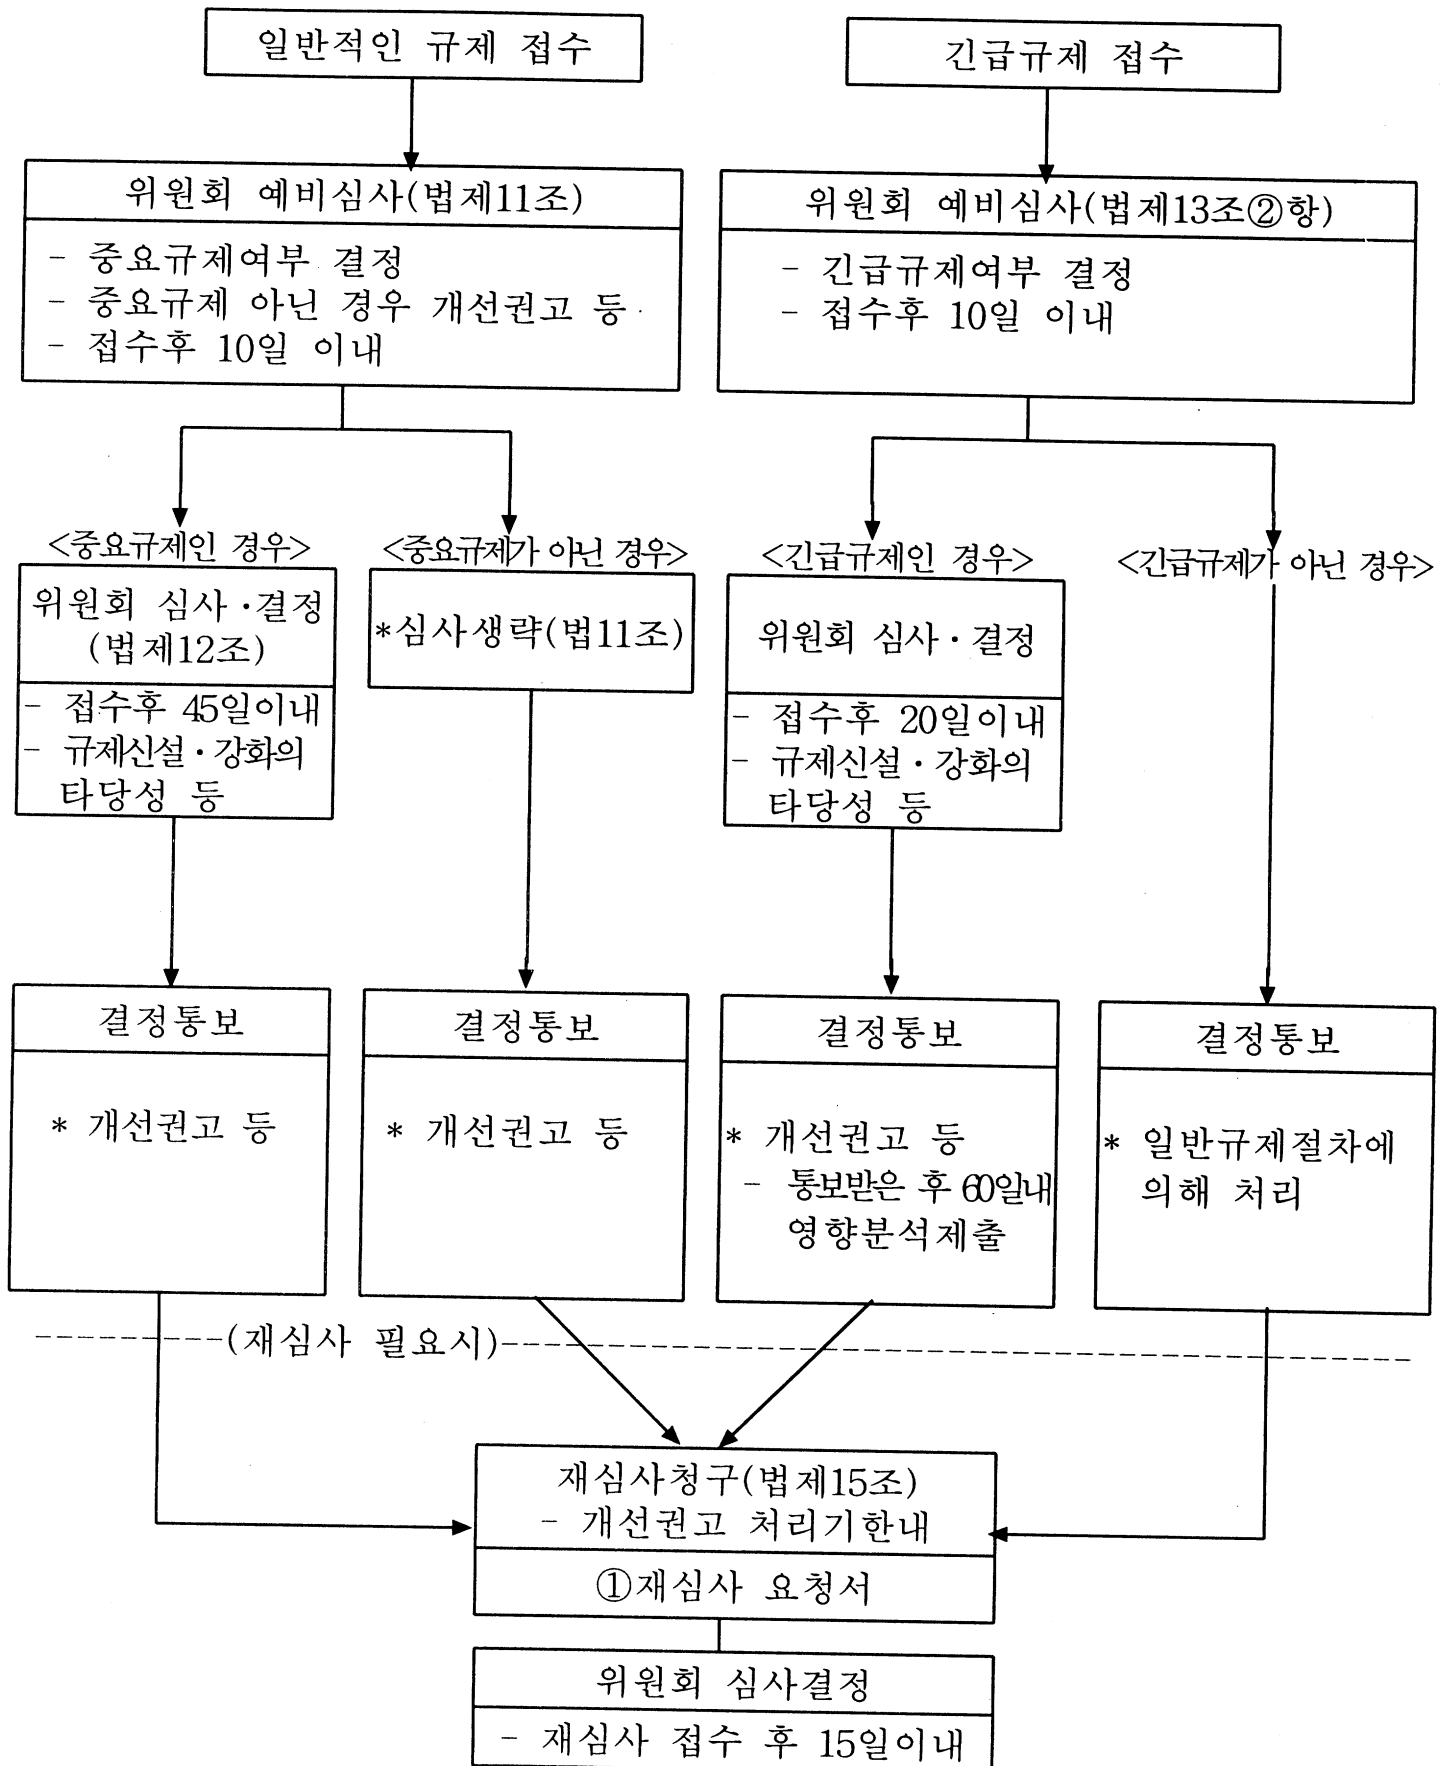 일반적인 규제 접수
긴급규제 접수
위원회 예비심사(법제11조)
- 중요규제여부 결정
- 중요규제 아닌 경우 개선권고 등
- 접수후 10일 이내
위원회 예비심사(법제13조②항)
- 긴급규제여부 결정
- 접수후 10일 이내
<중요규제인 경우>
<중요규제가 아닌 경우>
<긴급규제인 경우>
<긴급규제가 아닌 경우>
위원회 심사·결정
(법제12조)
- 접수후 45일이내
- 규제신설·강화의
타당성 등
*심사생략(법11조)
위원회 심사·결정
- 접수후 20일이내
- 규제신설·강화의
타당성 등
결정통보
* 개선권고 등
결정통보
* 개선권고 등
결정통보
* 개선권고 등
- 통보받은 후 60일내
영향분석제출
결정통보
* 일반규제절차에
의해 처리
(재심사 필요시)
재심사청구(법제15조)
- 개선권고 처리기한내
①재심사 요청서
위원회 심사결정
- 재심사 접수 후 15일이내